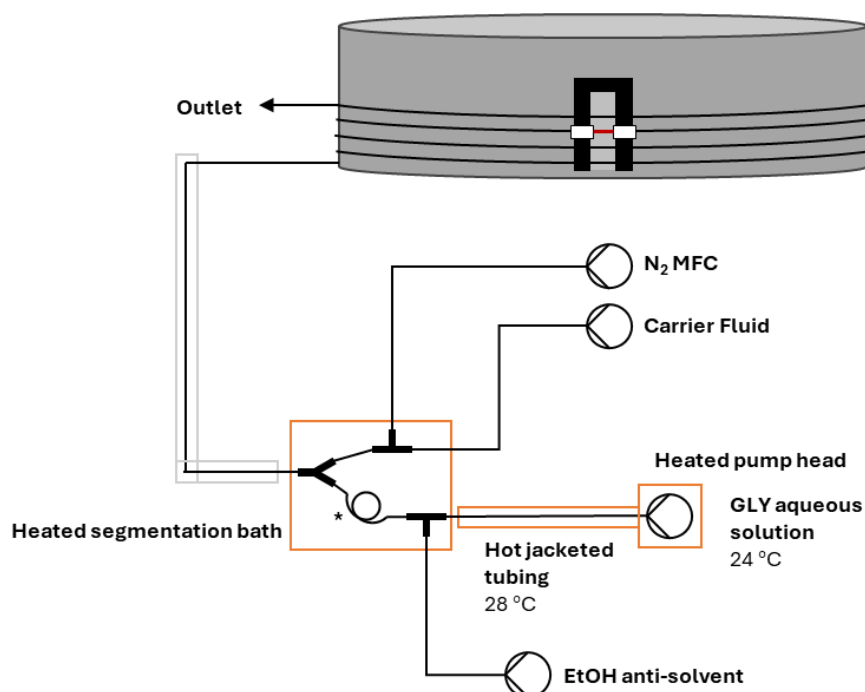 Outlet
N₂ MFC
Carrier Fluid
Heated pump head
GLY aqueous
solution
24 °C
*
Heated segmentation bath
Hot jacketed
tubing
28 °C
EtOH anti-solvent